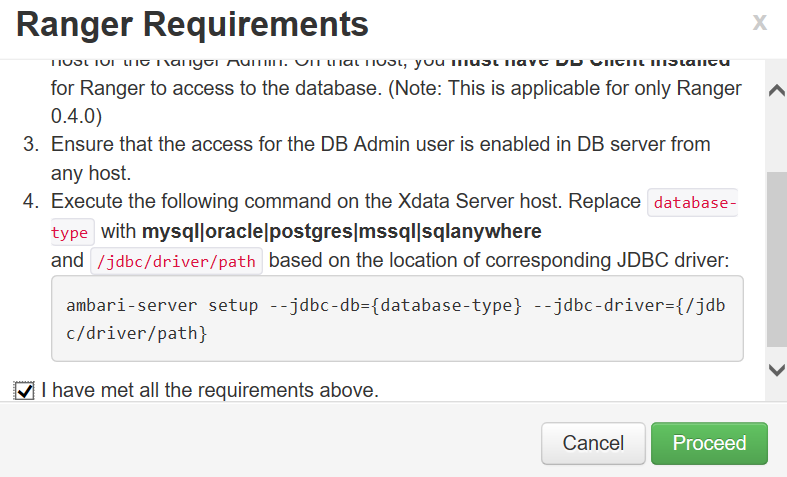 Ranger Requirements
x
host for the Ranger Admin. On that host, you must have DB Client installed
for Ranger to access to the database. (Note: This is applicable for only Ranger
0.4.0)
3. Ensure that the access for the DB Admin user is enabled in DB server from
any host.
4. Execute the following command on the Xdata Server host. Replace database-
type with mysql|oracle|postgres|mssql|sqlanywhere
and /jdbc/driver/path based on the location of corresponding JDBC driver:
ambari-server setup --jdbc-db={database-type} --jdbc-driver={/jdb
c/driver/path}
I have met all the requirements above.
Cancel
Proceed